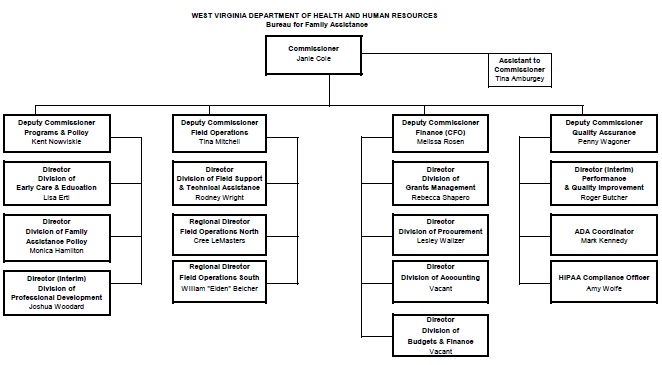 WEST VIRGINIA DEPARTMENT OF HEALTH AND HUMAN RESOURCES
Bureau for Family Assistance
Commissioner
Janie Cole
Assistant to
Commissioner
Tina Amburgey
Deputy Commissioner
Programs & Policy
Kent Nowviskie
Deputy Commissioner
Field Operations
Tina Mitchell
Deputy Commissioner
Finance (CFO)
Melissa Rosen
Deputy Commissioner
Quality Assurance
Penny Wagoner
Director
Division of
Early Care & Education
Lisa Ertl
Director
Division of Field Support
& Technical Assistance
Rodney Wright
Director
Division of
Grants Management
Rebecca Shapero
Director (Interim)
Performance
& Quality Improvement
Roger Butcher
Director
Division of Family
Assistance Policy
Monica Hamilton
Regional Director
Field Operations North
Cree LeMasters
Director
Division of Procurement
Lesley Walizer
ADA Coordinator
Mark Kennedy
Director (Interim)
Division of
Professional Development
Joshua Woodard
Regional Director
Field Operations South
William "Elden" Belcher
Director
Division of Accounting
Vacant
HIPAA Compliance Officer
Amy Wolfe
Director
Division of
Budgets & Finance
Vacant